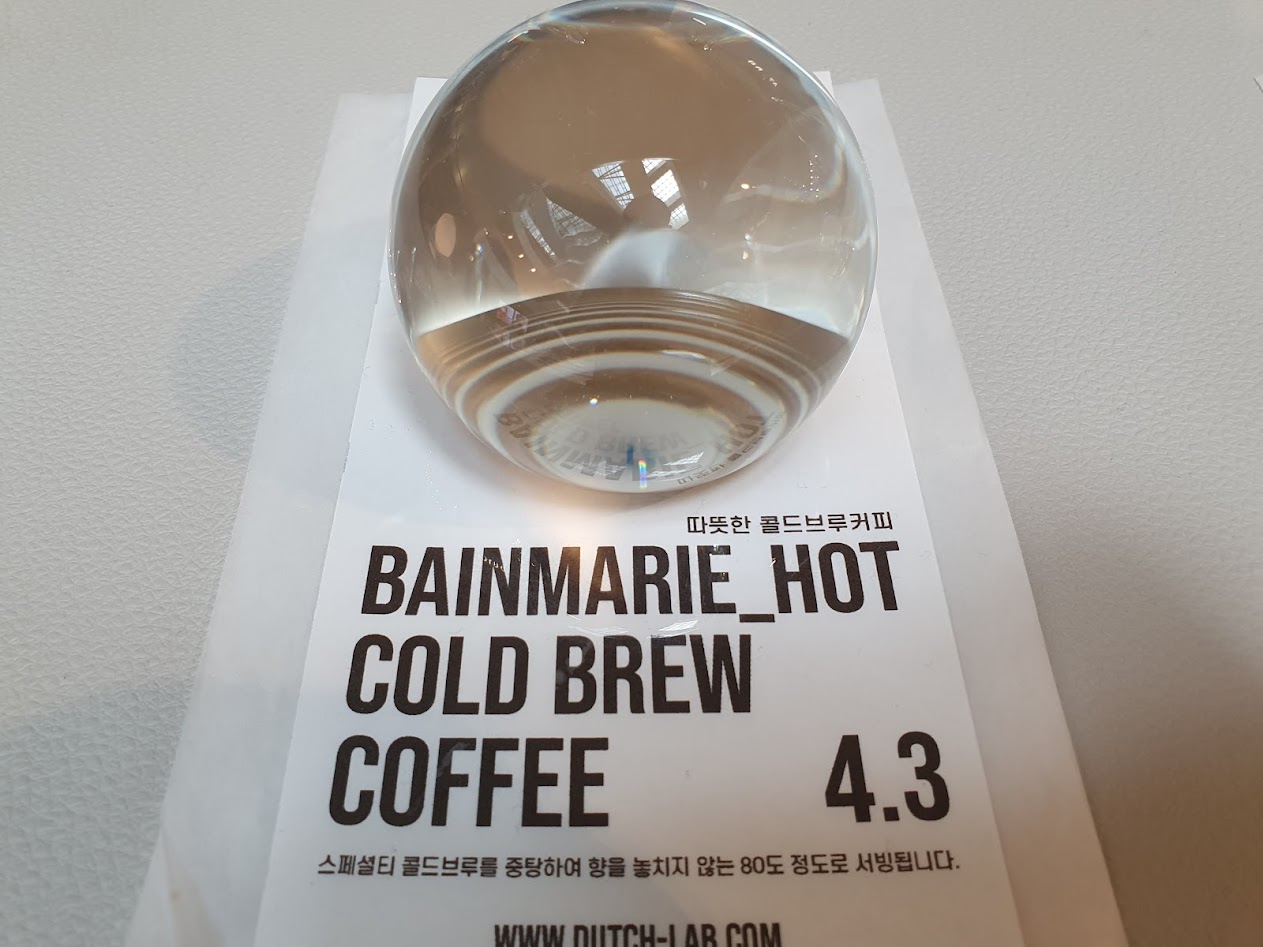 따뜻한 콜드브루커피
BAINMARIE_HOT
COLD BREW
COFFEE 4.3
스페셜티 콜드브루를 중탕하여 향을 놓치지 않는 80도 정도로 서빙됩니다.
WWW.DUTCH-LAB.COM